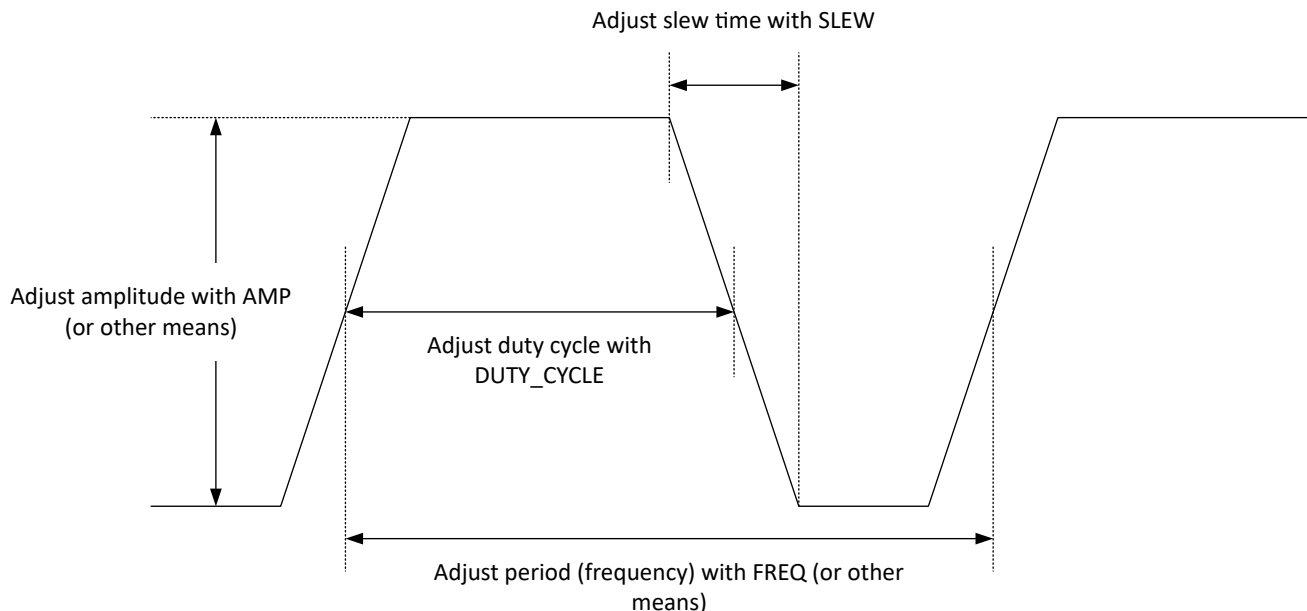 Adjust slew time with SLEW
Adjust amplitude with AMP
(or other means)
Adjust duty cycle with
DUTY_CYCLE
Adjust period (frequency) with FREQ (or other
means)